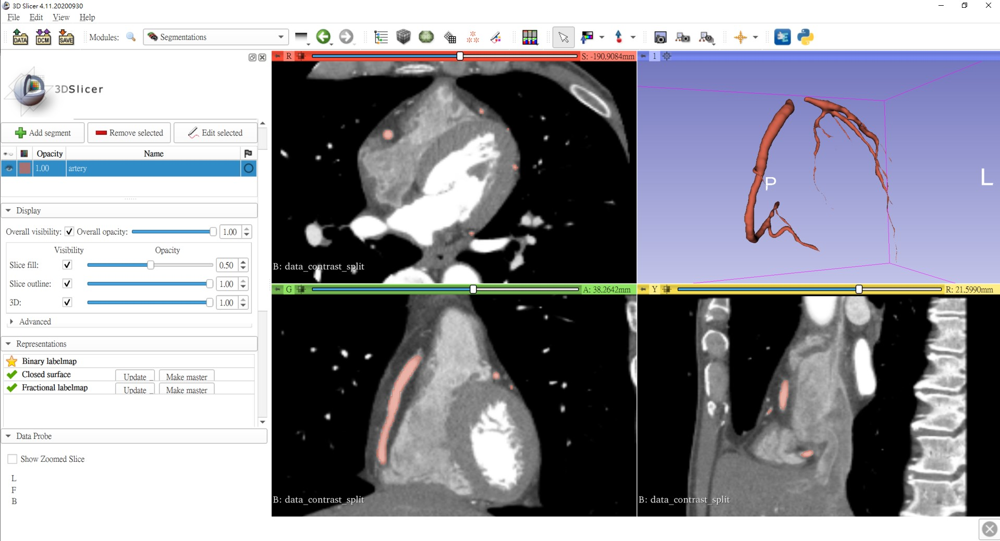 3D Slicer 4.11.20200930
File Edit View Help
DATA DCM SAVE Modules: Segmentations
3DSlicer
Add segment Remove selected Edit selected
Opacity Name
1.00 artery
Display
Overall visibility: Overall opacity: 1.00
Visibility Opacity
Slice fill: 0.50
Slice outline: 1.00
3D: 1.00
Advanced
Representations
Binary labelmap
Closed surface Update ... Make master
Fractional labelmap Update ... Make master
Data Probe
Show Zoomed Slice
L
F
B
R S: -190.9084mm
B: data_contrast_split
1
P
L
G A: 38.2642mm
B: data_contrast_split
Y R: 21.5990mm
B: data_contrast_split